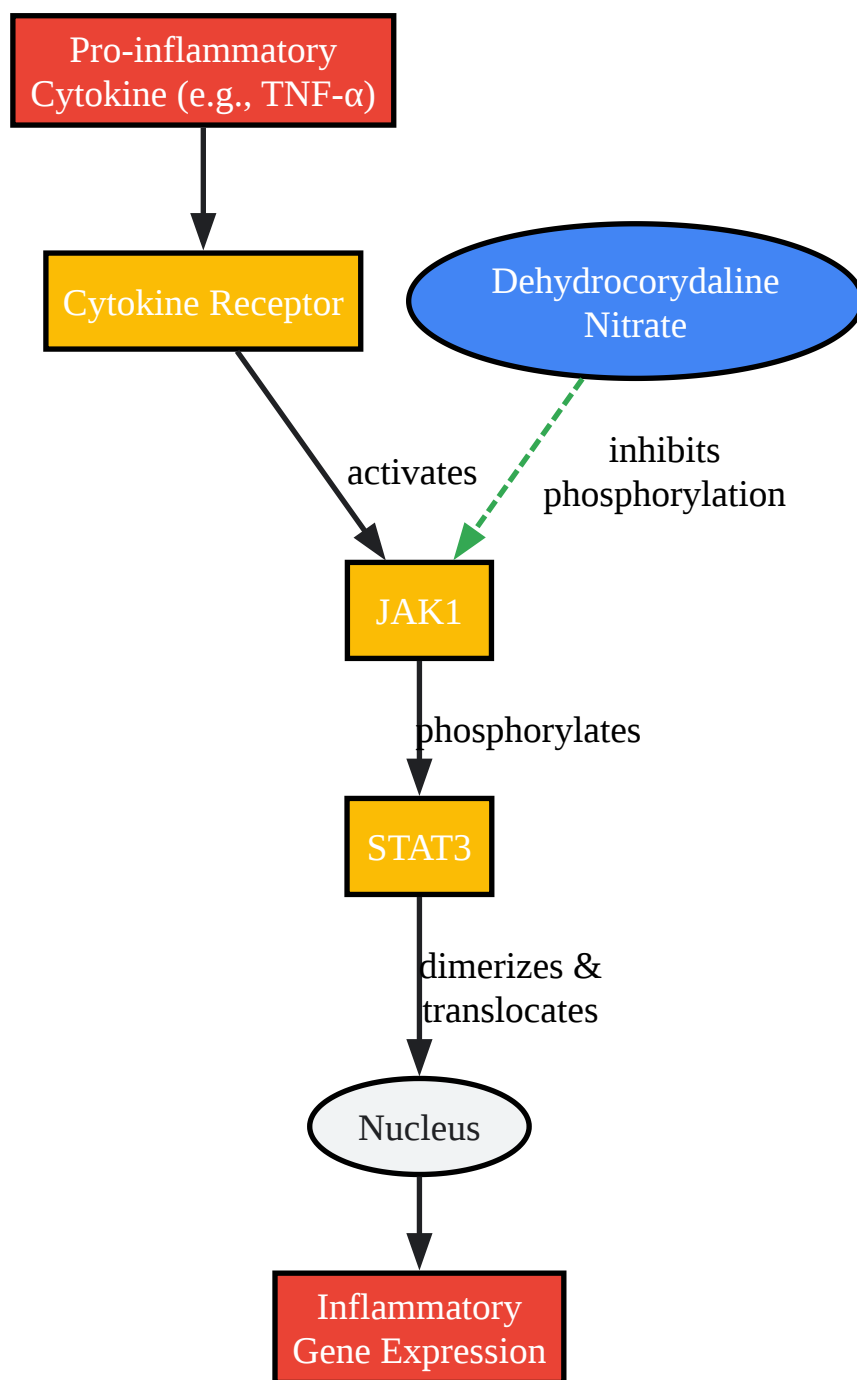 Pro-inflammatory
Cytokine (e.g., TNF-α)
Cytokine Receptor
Dehydrocorydaline
Nitrate
activates
inhibits
phosphorylation
JAK1
phosphorylates
STAT3
dimerizes &
translocates
Nucleus
Inflammatory
Gene Expression